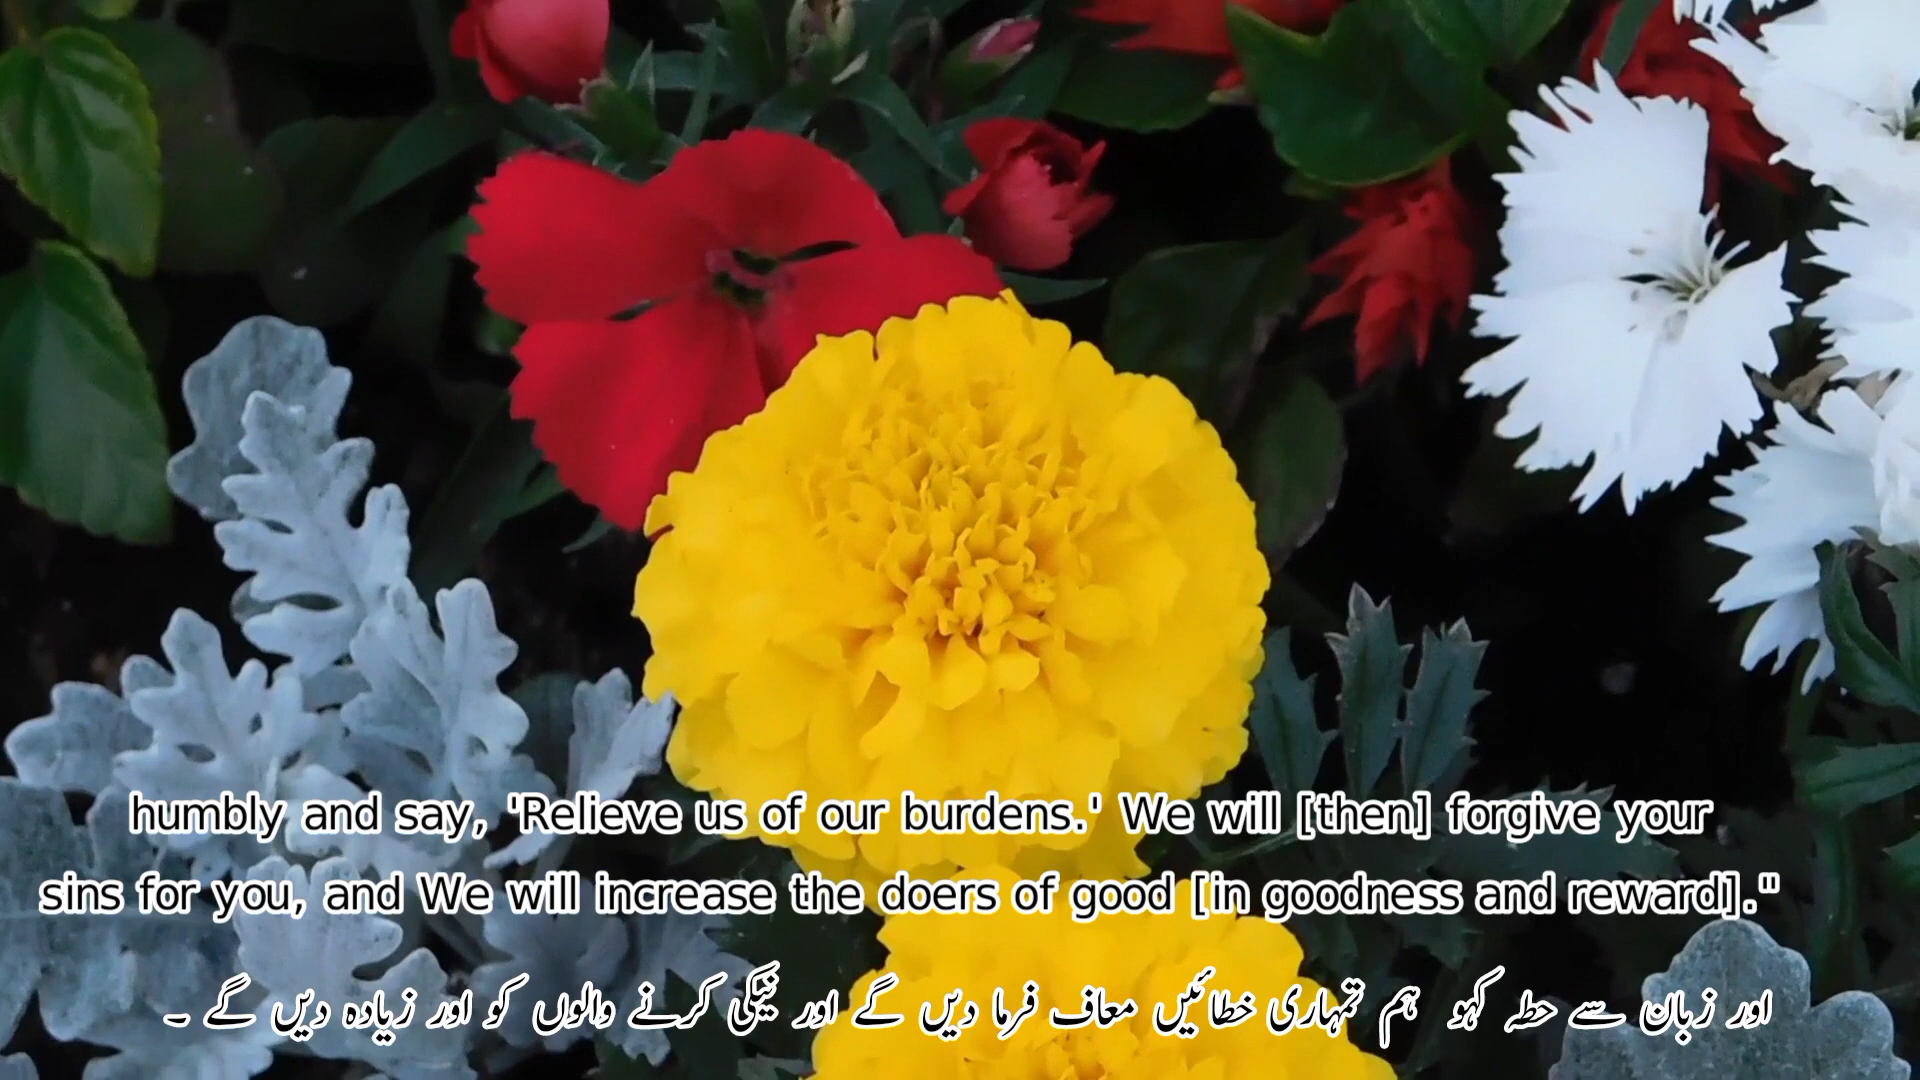 humbly and say, 'Relieve us of our burdens.' We will [then] forgive your
sins for you, and We will increase the doers of good [in goodness and reward]."
اور زبان سے حطہ کہو ہم تمہاری خطائیں معاف فرما دیں گے اور نیکی کرنے والوں کو اور زیادہ دیں گے ۔